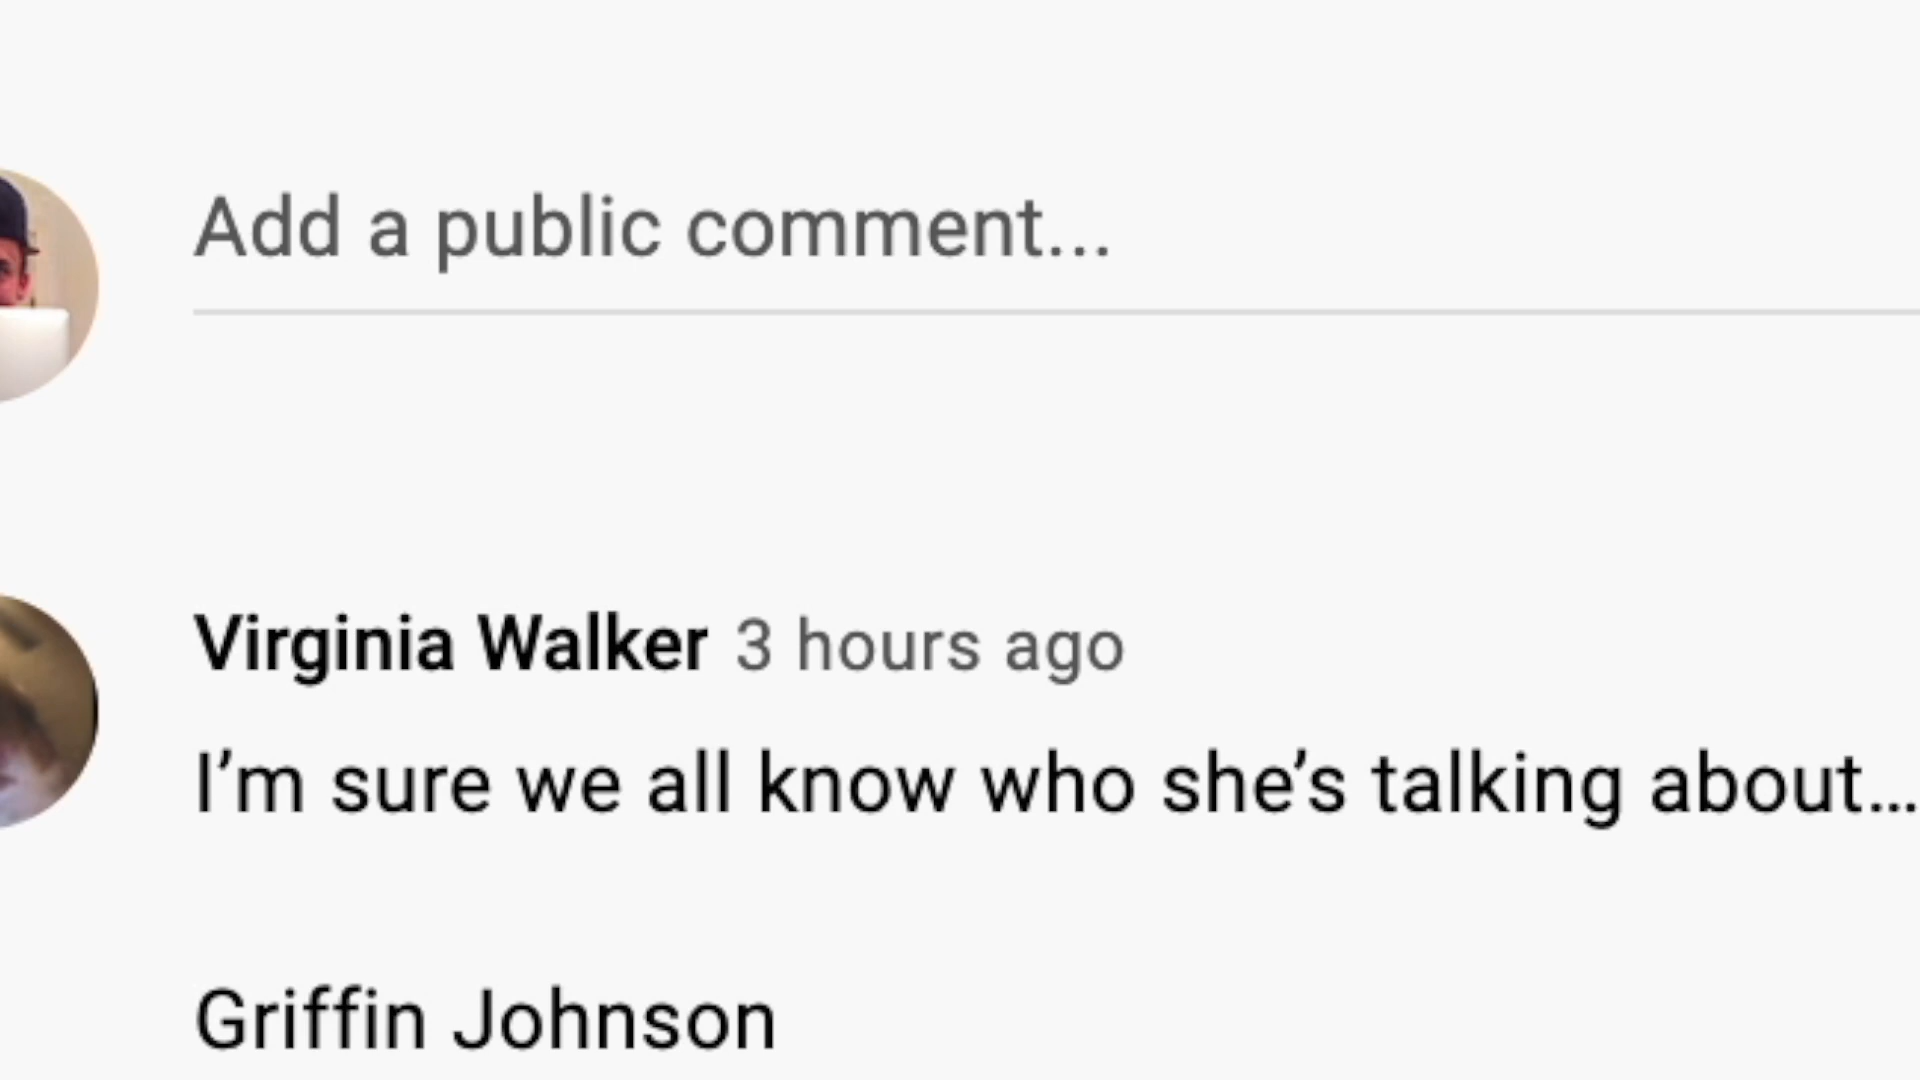 Add a public comment...
Virginia Walker 3 hours ago
I’m sure we all know who she’s talking about...
Griffin Johnson